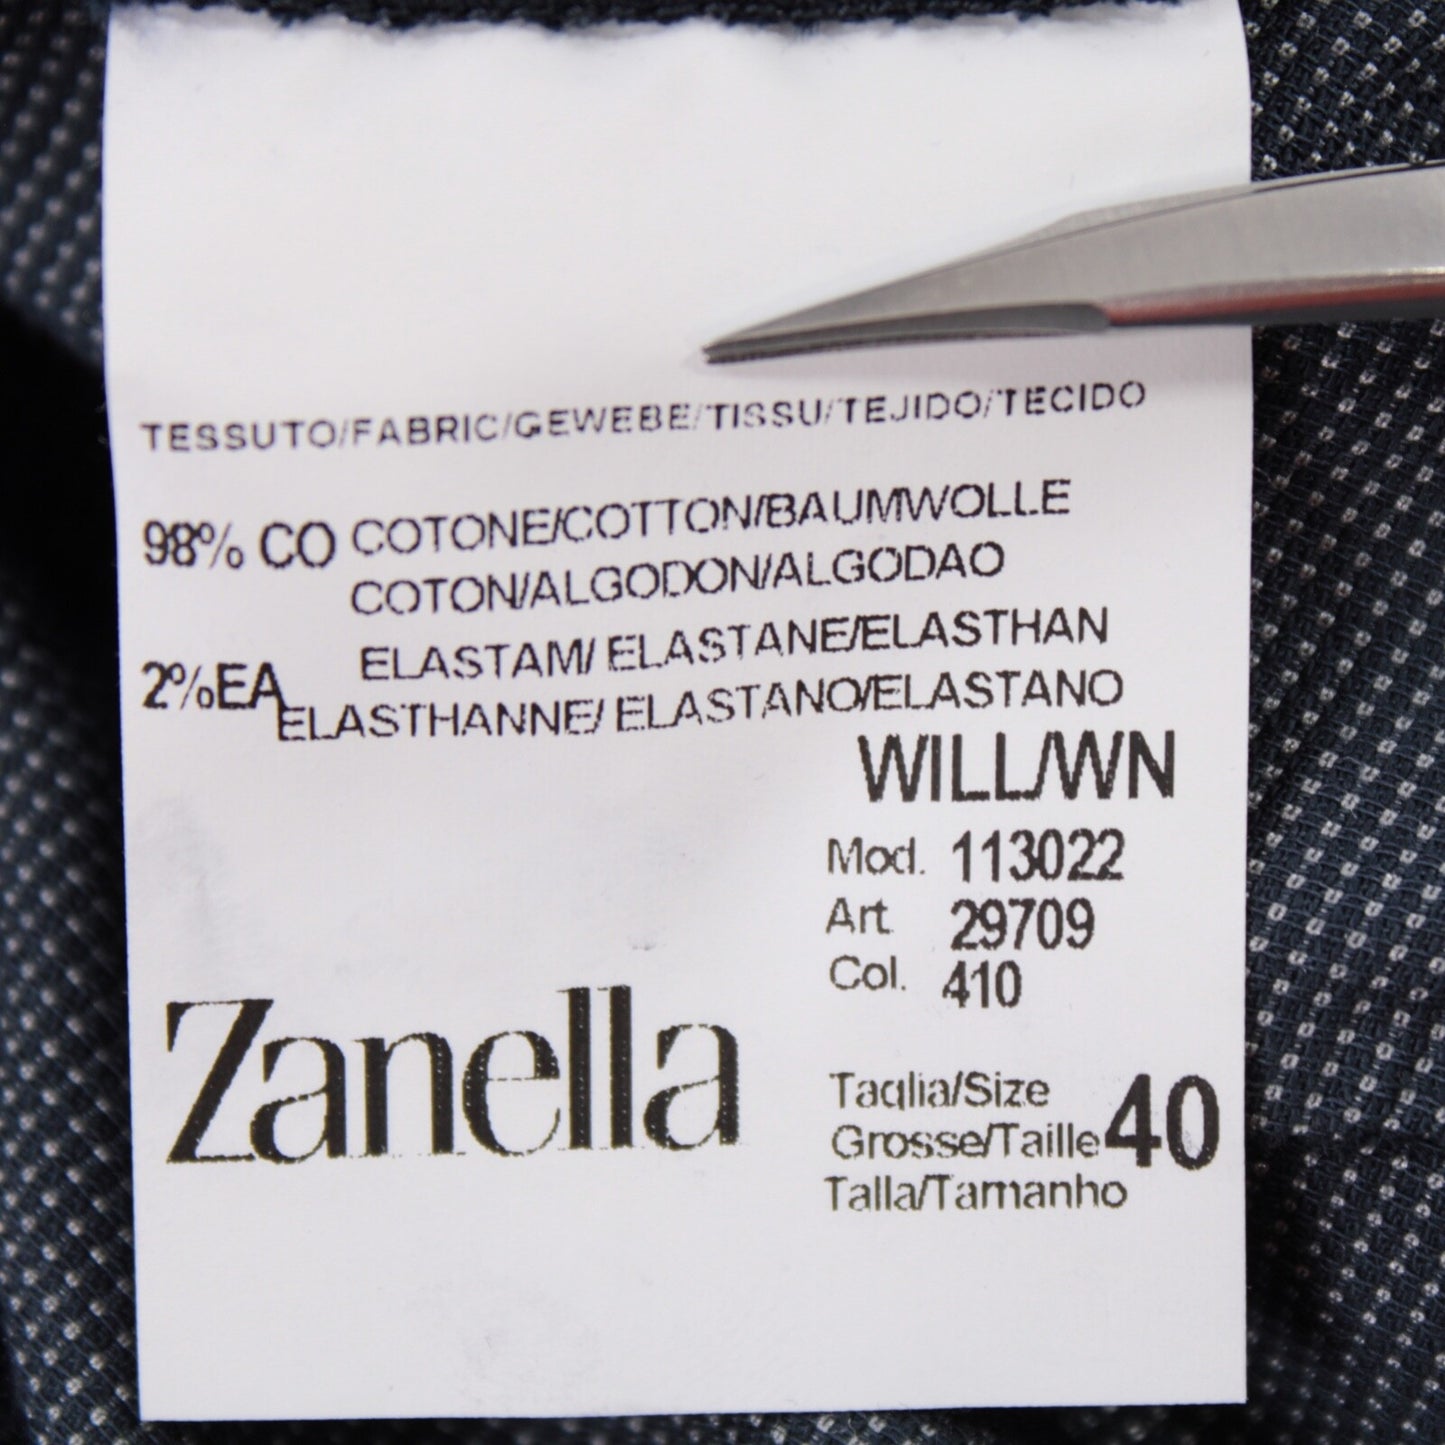 TESSUTO/FABRIC/GEWEBE/TISSU/TEJIDO/TECIDO
98% CO COTONE/COTTON/BAUMWOLLE
COTON/ALGODON/ALGODAO
2%EA ELASTAM/ ELASTANE/ELASTHAN
ELASTHANNE/ ELASTANO/ELASTANO
WILL/WN
Mod. 113022
Art. 29709
Col. 410
Zanella
Taglia/Size
Grosse/Taille 40
Talla/Tamanho